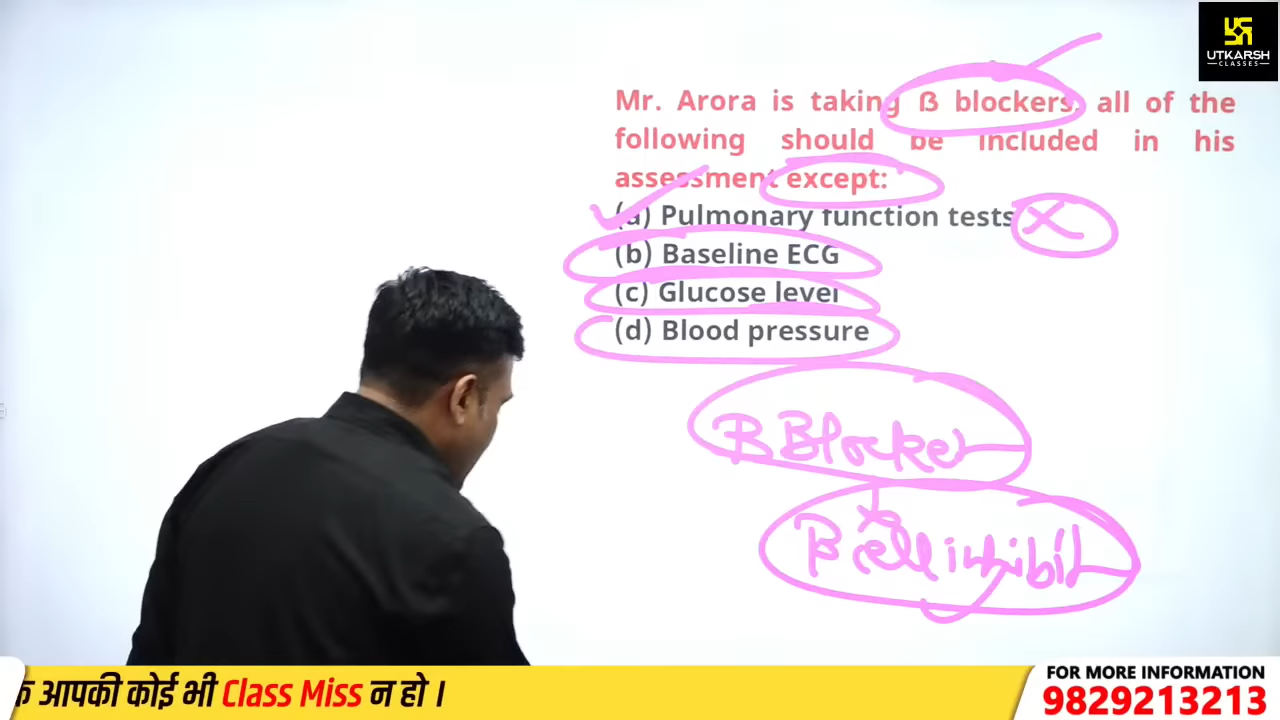 UTKARSH
CLASSES
Mr. Arora is taking ß blockers, all of the
following should be included in his
assessment except:
(a) Pulmonary function tests
(b) Baseline ECG
(c) Glucose level
(d) Blood pressure
B Blocker
B cell inhibit
आपकी कोई भी Class Miss न हो ।
FOR MORE INFORMATION
9829213213